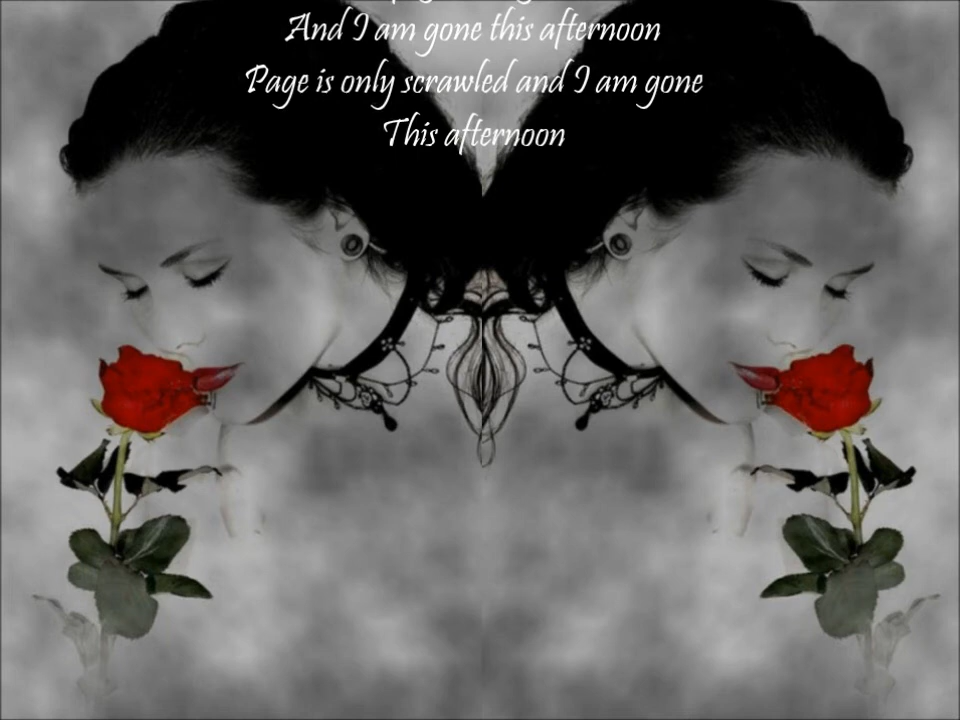 And I am gone this afternoon
Page is only scrawled and I am gone
This afternoon